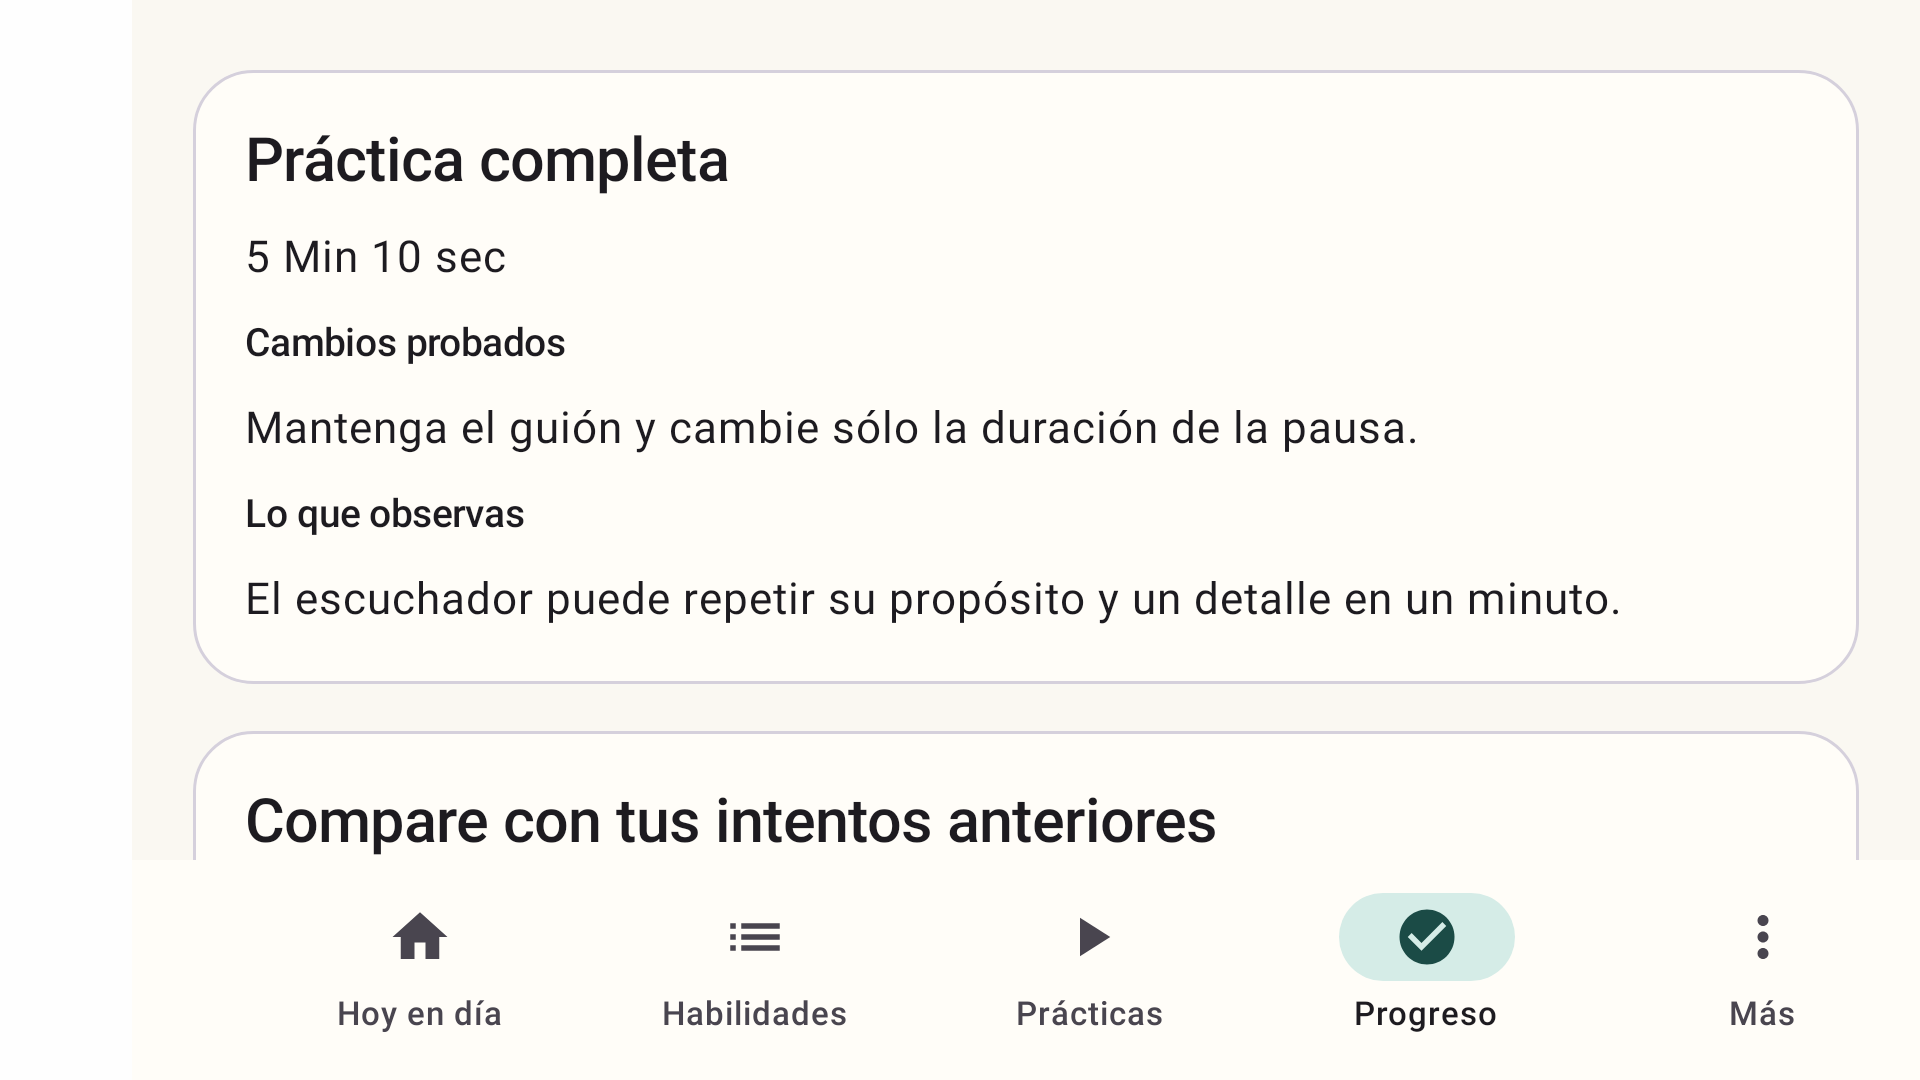 Práctica completa
5 Min 10 sec
Cambios probados
Mantenga el guión y cambie sólo la duración de la pausa.
Lo que observas
El escuchador puede repetir su propósito y un detalle en un minuto.
Compare con tus intentos anteriores
Hoy en día
Habilidades
Prácticas
Progreso
Más